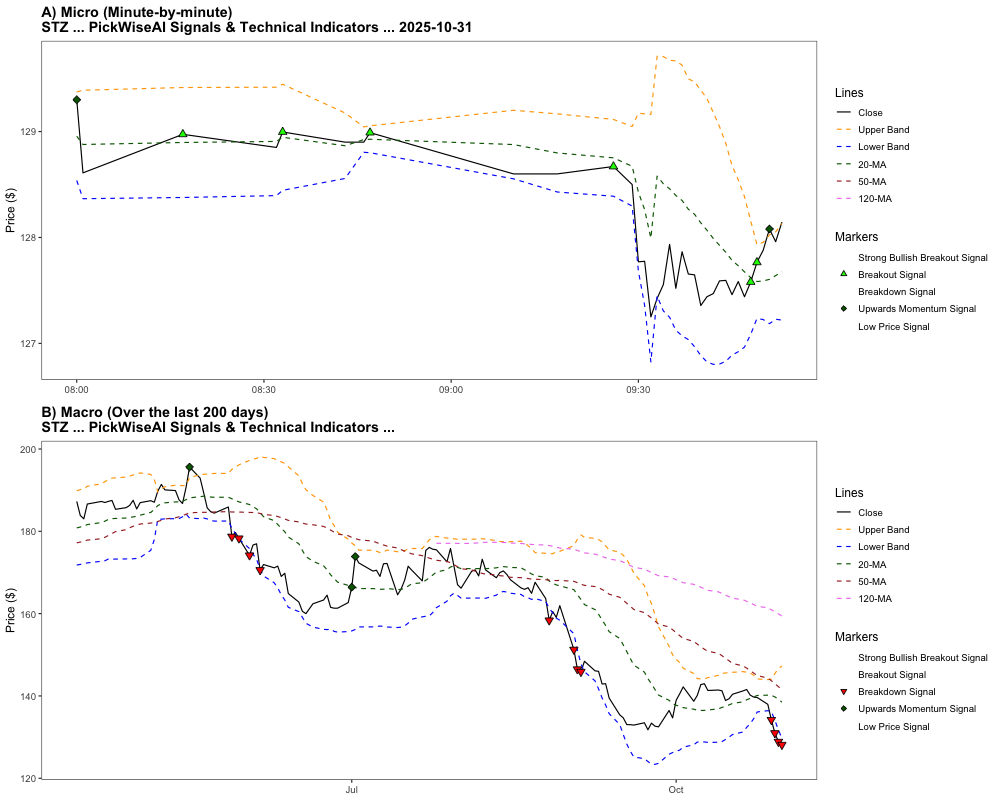 A) Micro (Minute-by-minute)
STZ ... PickWiseAI Signals & Technical Indicators ... 2025-10-31
Price ($)
129
128
127
08:00
08:30
09:00
09:30
Lines
Close
Upper Band
Lower Band
20-MA
50-MA
120-MA
Markers
Strong Bullish Breakout Signal
Breakout Signal
Breakdown Signal
Upwards Momentum Signal
Low Price Signal
B) Macro (Over the last 200 days)
STZ ... PickWiseAI Signals & Technical Indicators ...
Price ($)
200
180
160
140
120
Jul
Oct
Lines
Close
Upper Band
Lower Band
20-MA
50-MA
120-MA
Markers
Strong Bullish Breakout Signal
Breakout Signal
Breakdown Signal
Upwards Momentum Signal
Low Price Signal